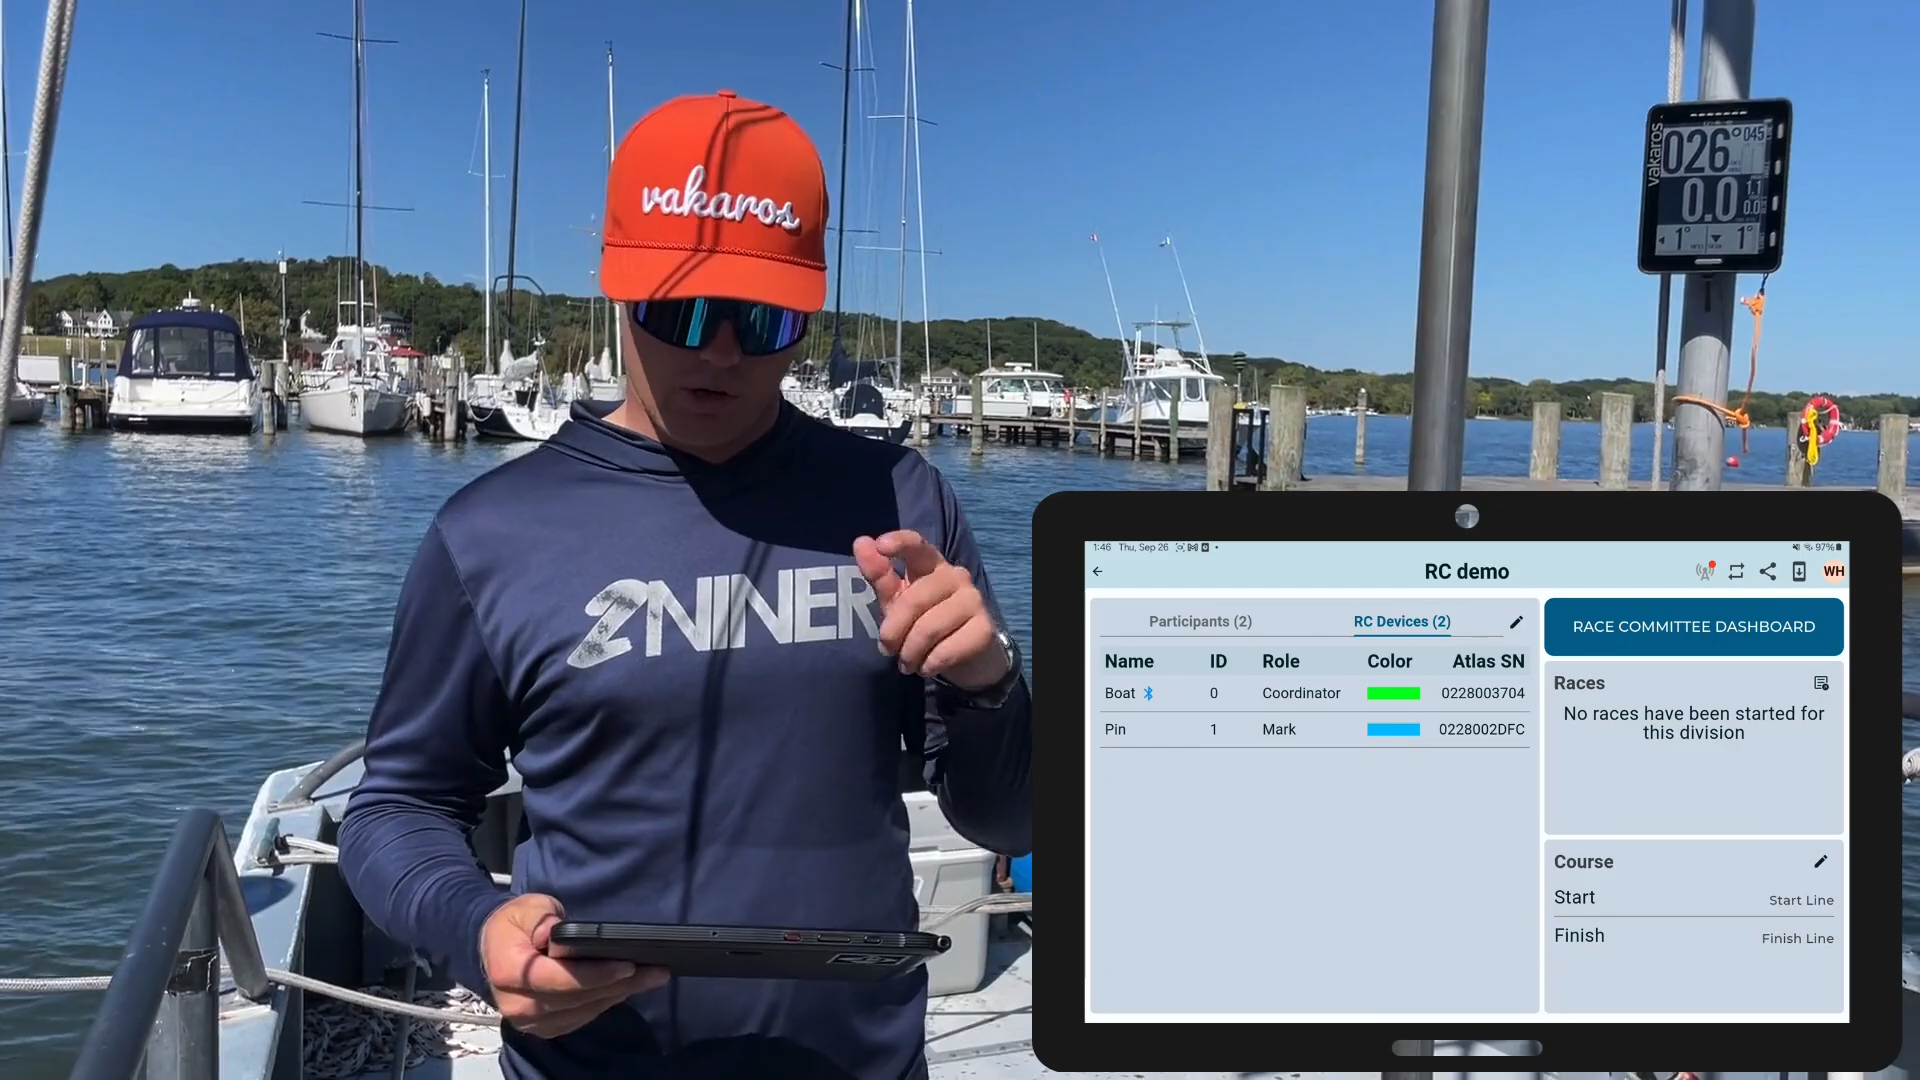 vakaros
2NINER
vakaros
026°
045
0.0
1.1
0.0
1°
1°
1:46 Thu, Sep 26
97%
RC demo
WH
Participants (2)
RC Devices (2)
Name ID Role Color Atlas SN
Boat 0 Coordinator 0228003704
Pin 1 Mark 0228002DFC
RACE COMMITTEE DASHBOARD
Races
No races have been started for
this division
Course
Start Start Line
Finish Finish Line